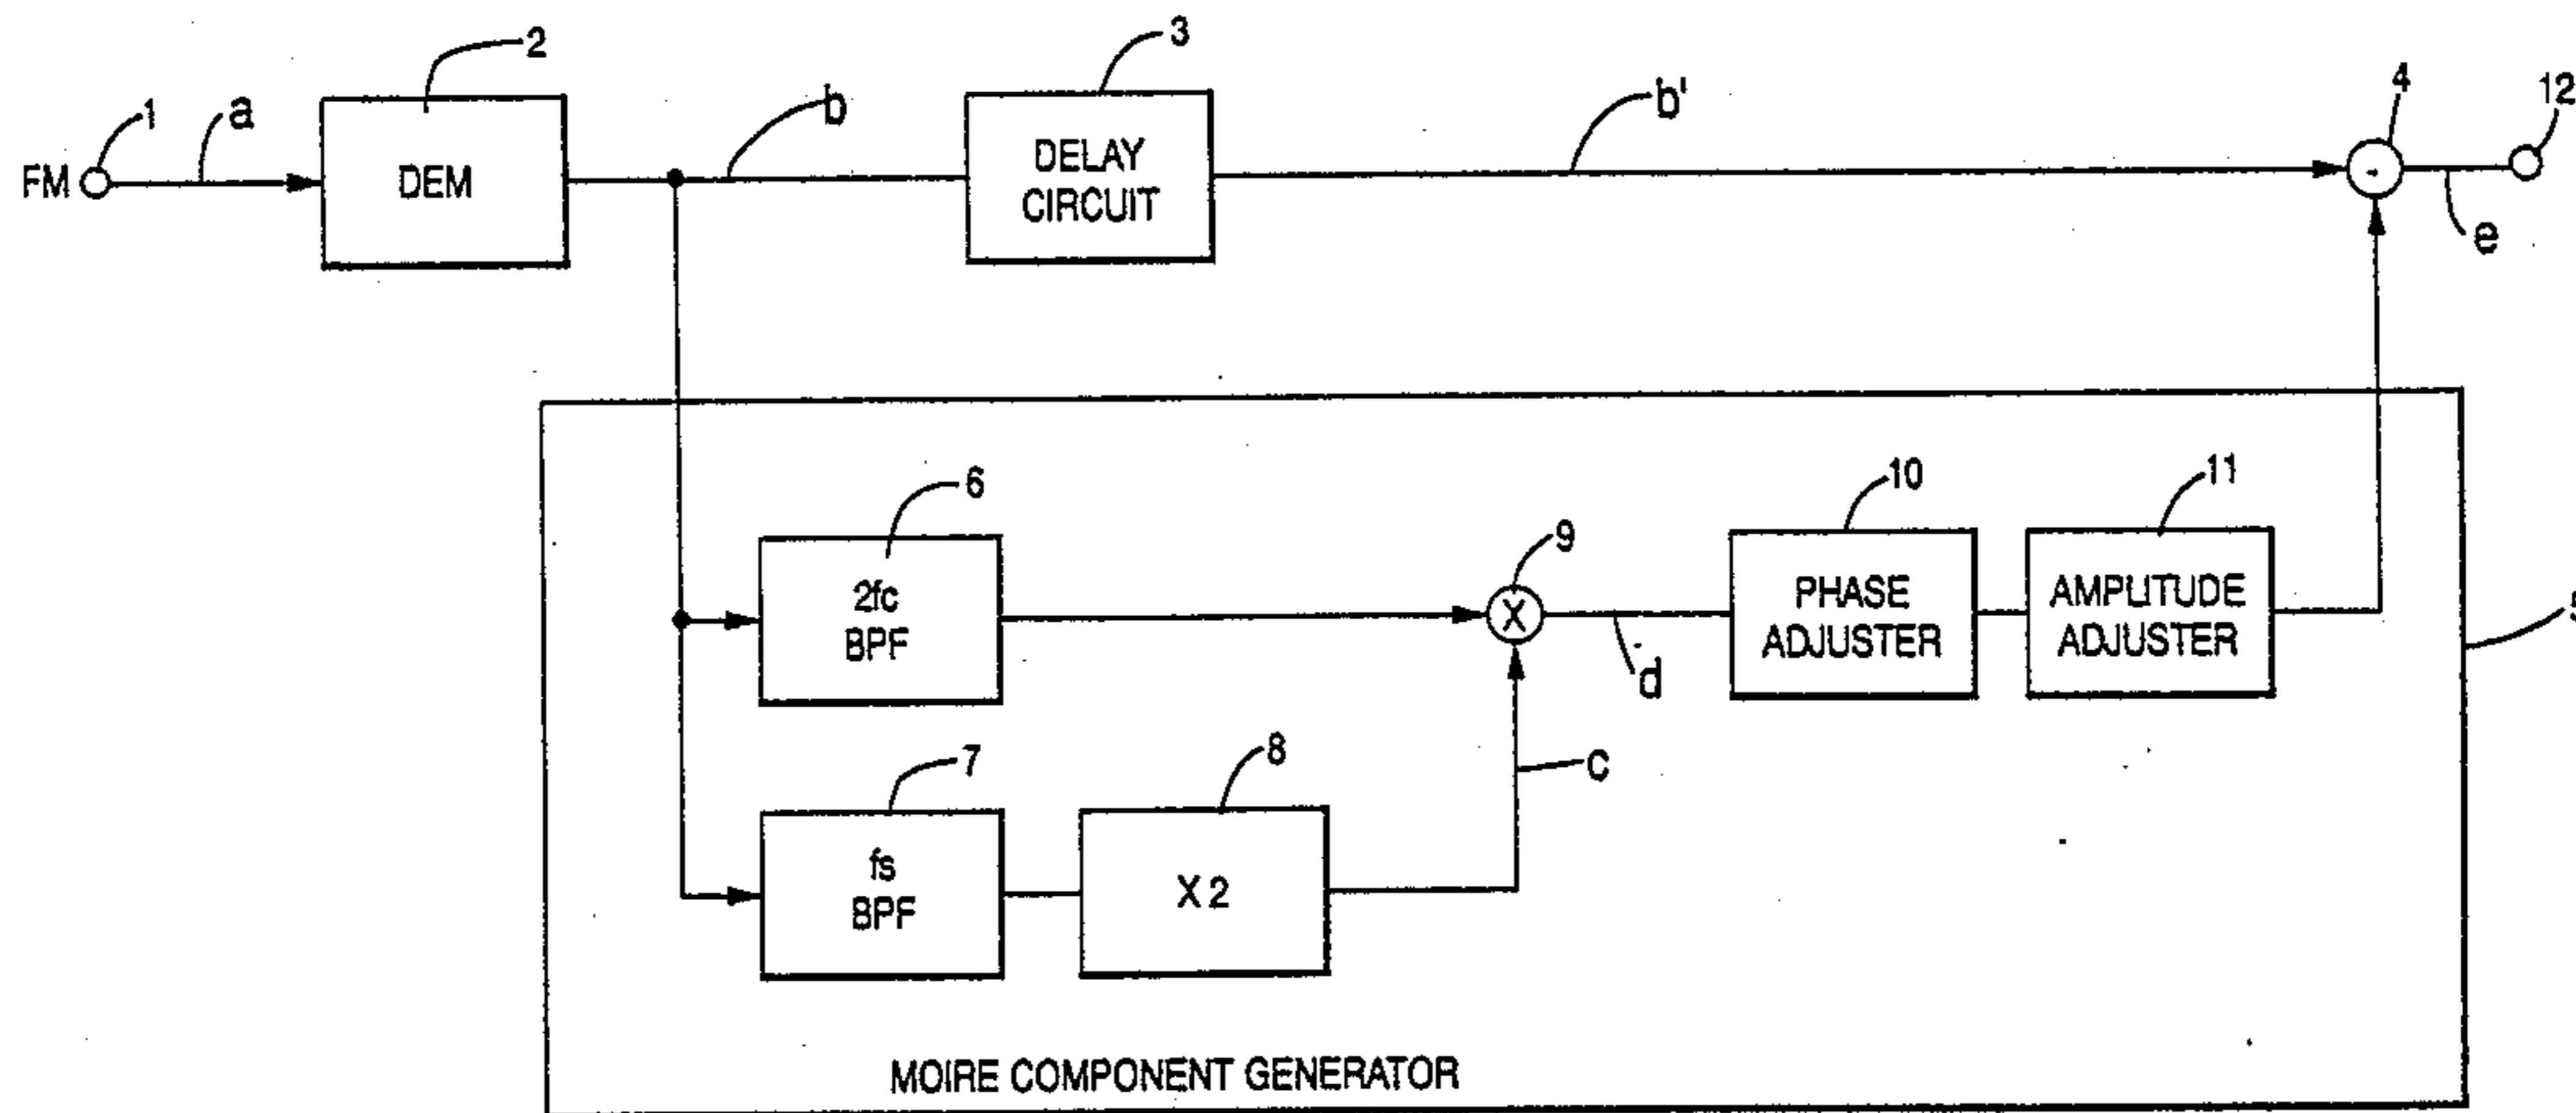 2
3
4
12
1
a
b
b'
FM
DEM
DELAY
CIRCUIT
-
e
6
10
11
9
2fc
BPF
X
PHASE
ADJUSTER
AMPLITUDE
ADJUSTER
5
d
7
8
c
fs
BPF
X 2
MOIRE COMPONENT GENERATOR